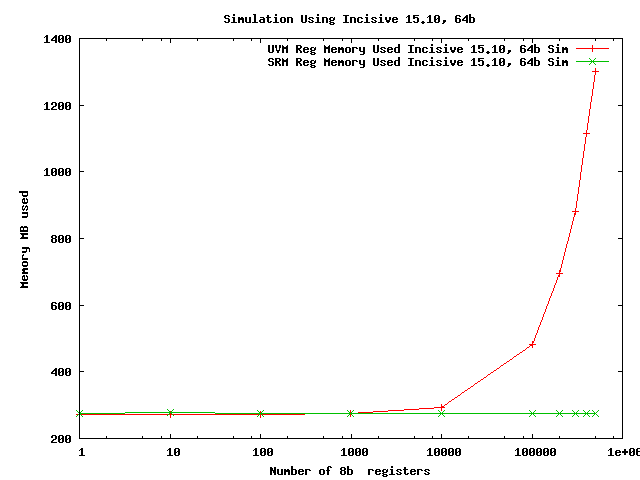 Simulation Using Incisive 15.10, 64b
1400
UVM Reg Memory Used Incisive 15.10, 64b Sim
SRM Reg Memory Used Incisive 15.10, 64b Sim
1200
1000
800
600
400
200
Memory MB used
1 10 100 1000 10000 100000 1e+06
Number of 8b  registers